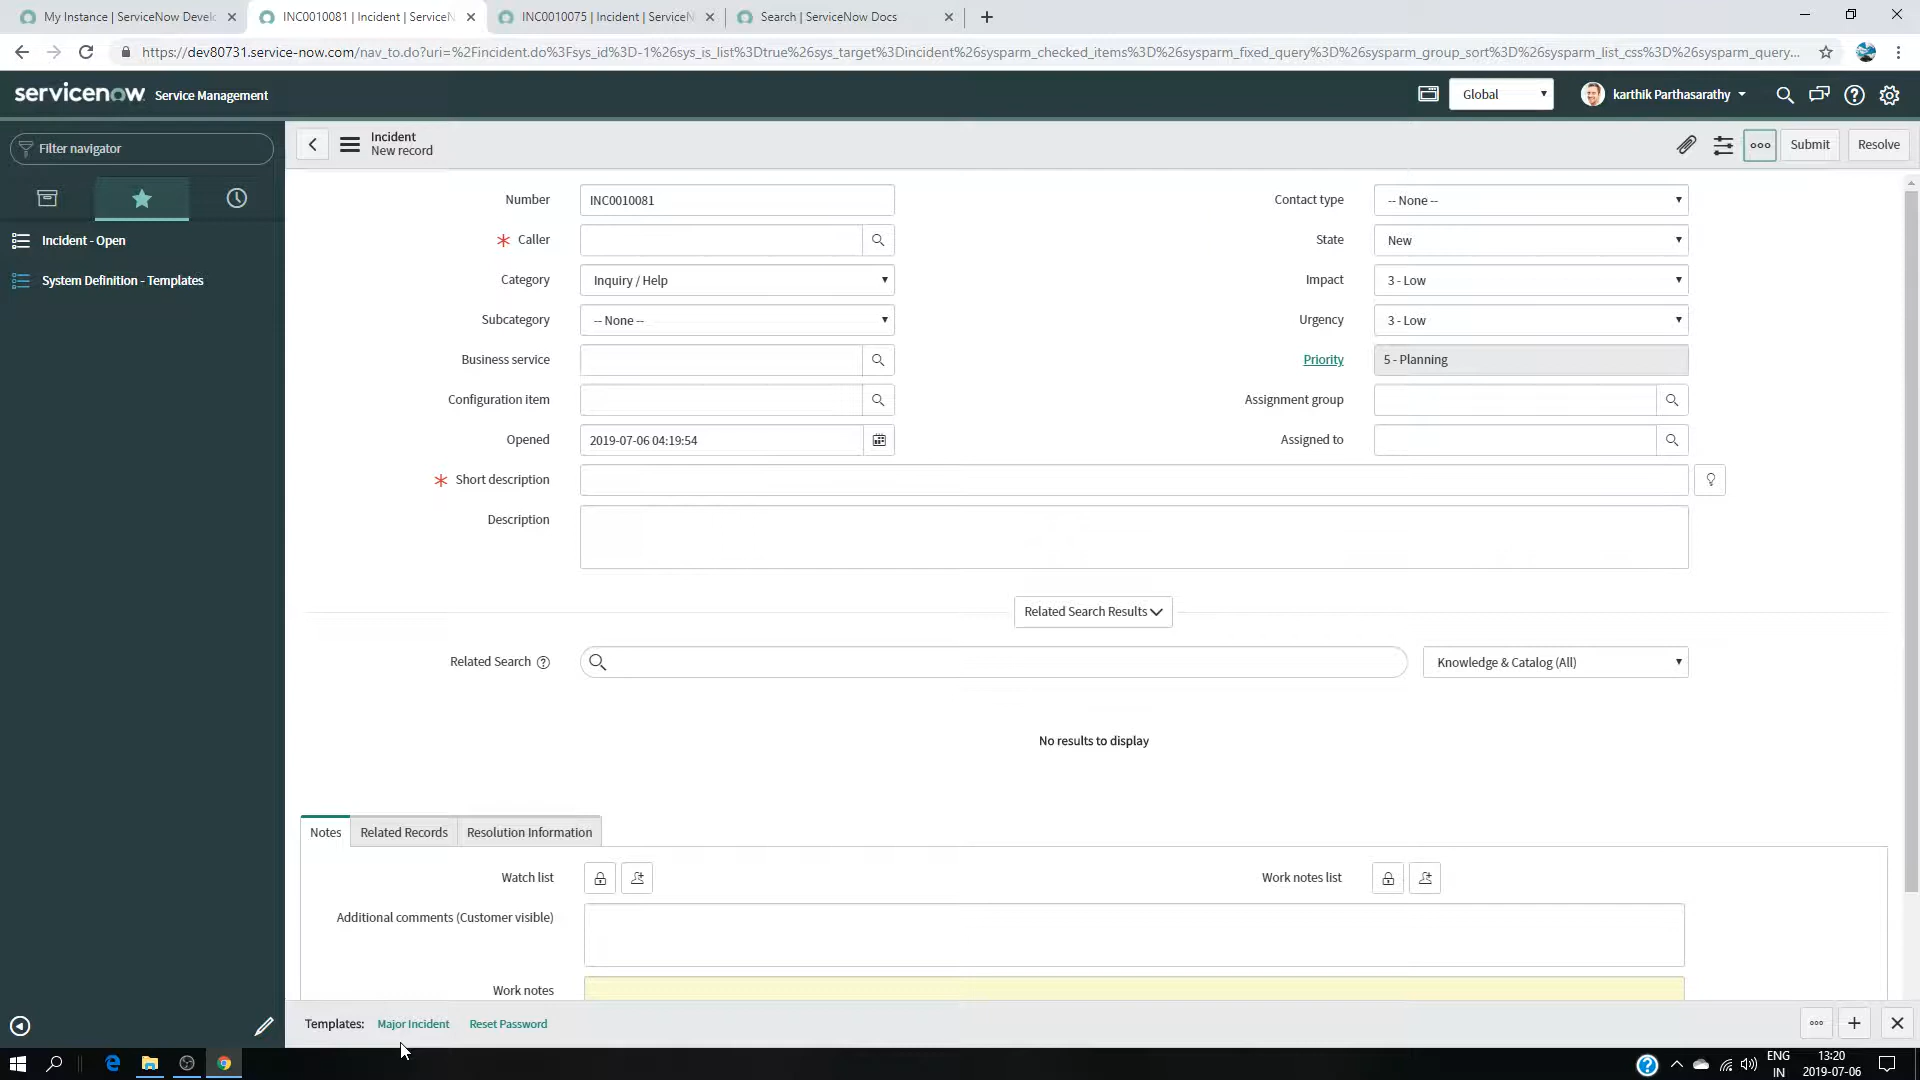 My Instance | ServiceNow Devel
INC0010081 | Incident | ServiceN
INC0010075 | Incident | ServiceN
Search | ServiceNow Docs
https://dev80731.service-now.com/nav_to.do?uri=%2Fincident.do%3Fsys_id%3D-1%26sys_is_list%3Dtrue%26sys_target%3Dincident%26sysparm_checked_items%3D%26sysparm_fixed_query%3D%26sysparm_group_sort%3D%26sysparm_list_css%3D%26sysparm_query...
servicenow Service Management
Global
karthik Parthasarathy
Filter navigator
Incident - Open
System Definition - Templates
Incident
New record
Submit
Resolve
Number INC0010081
Contact type -- None --
Caller
State New
Category Inquiry / Help
Impact 3 - Low
Subcategory -- None --
Urgency 3 - Low
Business service
Priority 5 - Planning
Configuration item
Assignment group
Opened 2019-07-06 04:19:54
Assigned to
Short description
Description
Related Search Results
Related Search
Knowledge & Catalog (All)
No results to display
Notes
Related Records
Resolution Information
Watch list
Work notes list
Additional comments (Customer visible)
Work notes
Templates: Major Incident Reset Password
ENG
IN
13:20
2019-07-06